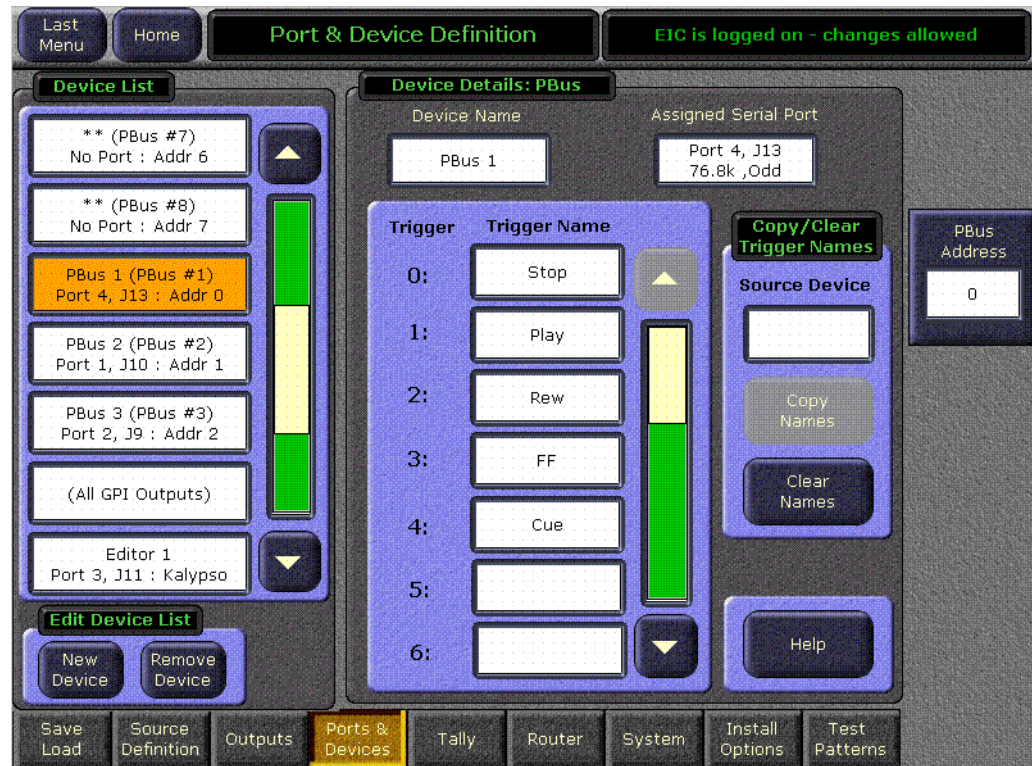 Last
Menu
Home
Port & Device Definition
EIC is logged on - changes allowed
Device List
** (PBus #7)
No Port : Addr 6
** (PBus #8)
No Port : Addr 7
PBus 1 (PBus #1)
Port 4, J13 : Addr 0
PBus 2 (PBus #2)
Port 1, J10 : Addr 1
PBus 3 (PBus #3)
Port 2, J9 : Addr 2
(All GPI Outputs)
Editor 1
Port 3, J11 : Kalypso
Edit Device List
New
Device
Remove
Device
Device Details: PBus
Device Name
PBus 1
Assigned Serial Port
Port 4, J13
76.8k ,Odd
Trigger Trigger Name
0: Stop
1: Play
2: Rew
3: FF
4: Cue
5:
6:
Copy/Clear
Trigger Names
Source Device
Copy
Names
Clear
Names
Help
PBus
Address
0
Save
Load
Source
Definition
Outputs
Ports &
Devices
Tally
Router
System
Install
Options
Test
Patterns